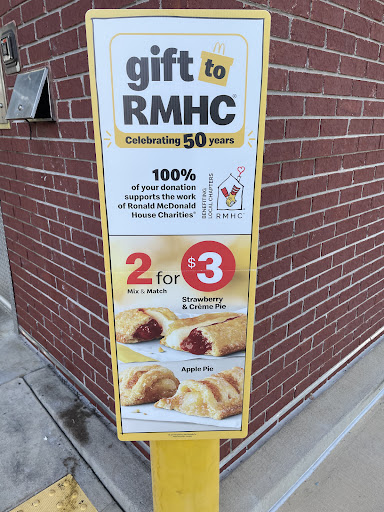 gift to
RMHC®
Celebrating 50 years
100%
of your donation
supports the work
of Ronald McDonald
House Charities®
BENEFITING
LOCAL CHAPTERS
RMHC®
2 for $3
Mix & Match
Strawberry
& Crème Pie
Apple Pie